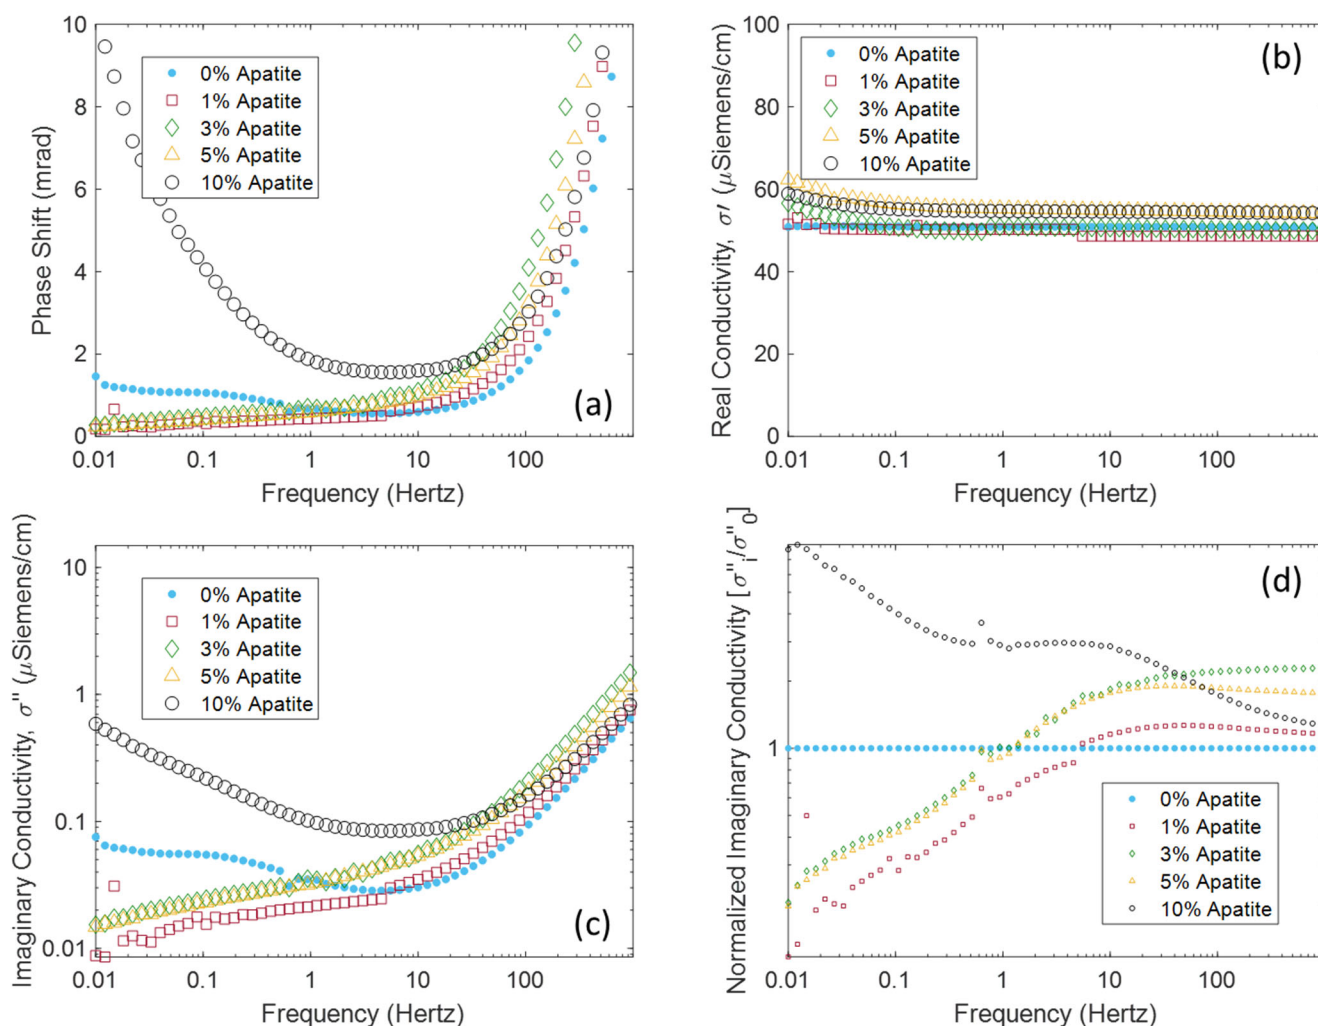 10
8
6
4
2
0
Phase Shift (mrad)
0% Apatite
1% Apatite
3% Apatite
5% Apatite
10% Apatite
(a)
0.01 0.1 1 10 100
Frequency (Hertz)
100
80
60
40
20
0
Real Conductivity, σ′ (μSiemens/cm)
0% Apatite
1% Apatite
3% Apatite
5% Apatite
10% Apatite
(b)
0.01 0.1 1 10 100
Frequency (Hertz)
10
1
0.1
0.01
Imaginary Conductivity, σ" (μSiemens/cm)
0% Apatite
1% Apatite
3% Apatite
5% Apatite
10% Apatite
(c)
0.01 0.1 1 10 100
Frequency (Hertz)
1
Normalized Imaginary Conductivity [σ"i/σ"0]
(d)
0% Apatite
1% Apatite
3% Apatite
5% Apatite
10% Apatite
0.01 0.1 1 10 100
Frequency (Hertz)